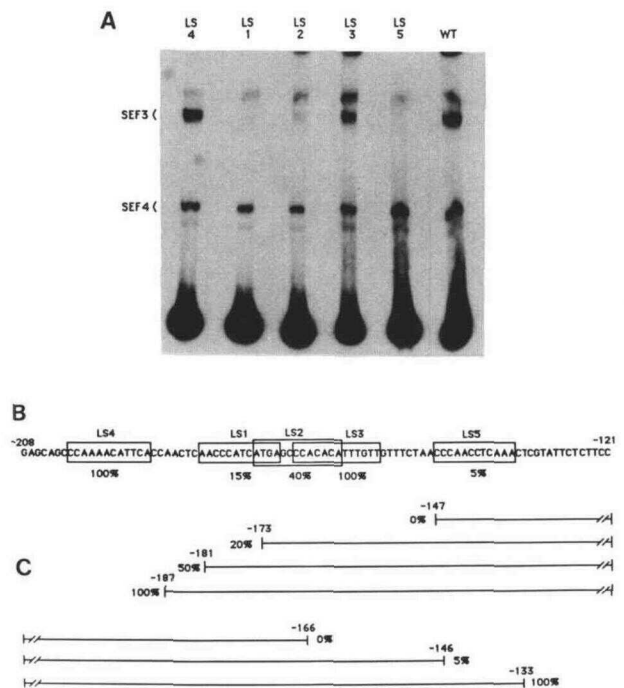 A
LS 4 LS 1 LS 2 LS 3 LS 5 WT
SEF3 (
SEF4 (
B
LS4 LS1 LS2 LS3 LS5
-208 -121
GAGCAGCCCAAAACATTCACCAACTCAACCCATCATGAGCCCACACATTTGTTGTTTCTAACCCAACCTCAAACTCGTATTCTCTTCC
100% 15% 40% 100% 5%
-147
0%
-173
20%
-181
50%
C
-187
100%
-166
0%
-146
5%
-133
100%